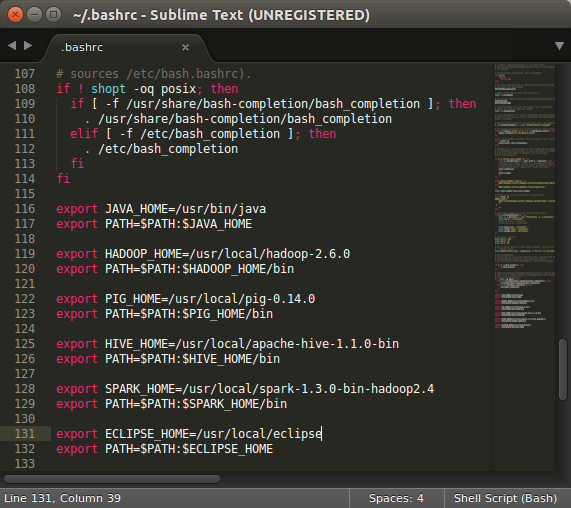 ~/.bashrc - Sublime Text (UNREGISTERED)
.bashrc
107 # sources /etc/bash.bashrc).
108 if ! shopt -oq posix; then
109   if [ -f /usr/share/bash-completion/bash_completion ]; then
110     . /usr/share/bash-completion/bash_completion
111   elif [ -f /etc/bash_completion ]; then
112     . /etc/bash_completion
113   fi
114 fi
115
116 export JAVA_HOME=/usr/bin/java
117 export PATH=$PATH:$JAVA_HOME
118
119 export HADOOP_HOME=/usr/local/hadoop-2.6.0
120 export PATH=$PATH:$HADOOP_HOME/bin
121
122 export PIG_HOME=/usr/local/pig-0.14.0
123 export PATH=$PATH:$PIG_HOME/bin
124
125 export HIVE_HOME=/usr/local/apache-hive-1.1.0-bin
126 export PATH=$PATH:$HIVE_HOME/bin
127
128 export SPARK_HOME=/usr/local/spark-1.3.0-bin-hadoop2.4
129 export PATH=$PATH:$SPARK_HOME/bin
130
131 export ECLIPSE_HOME=/usr/local/eclipse
132 export PATH=$PATH:$ECLIPSE_HOME
133
Line 131, Column 39 Spaces: 4 Shell Script (Bash)